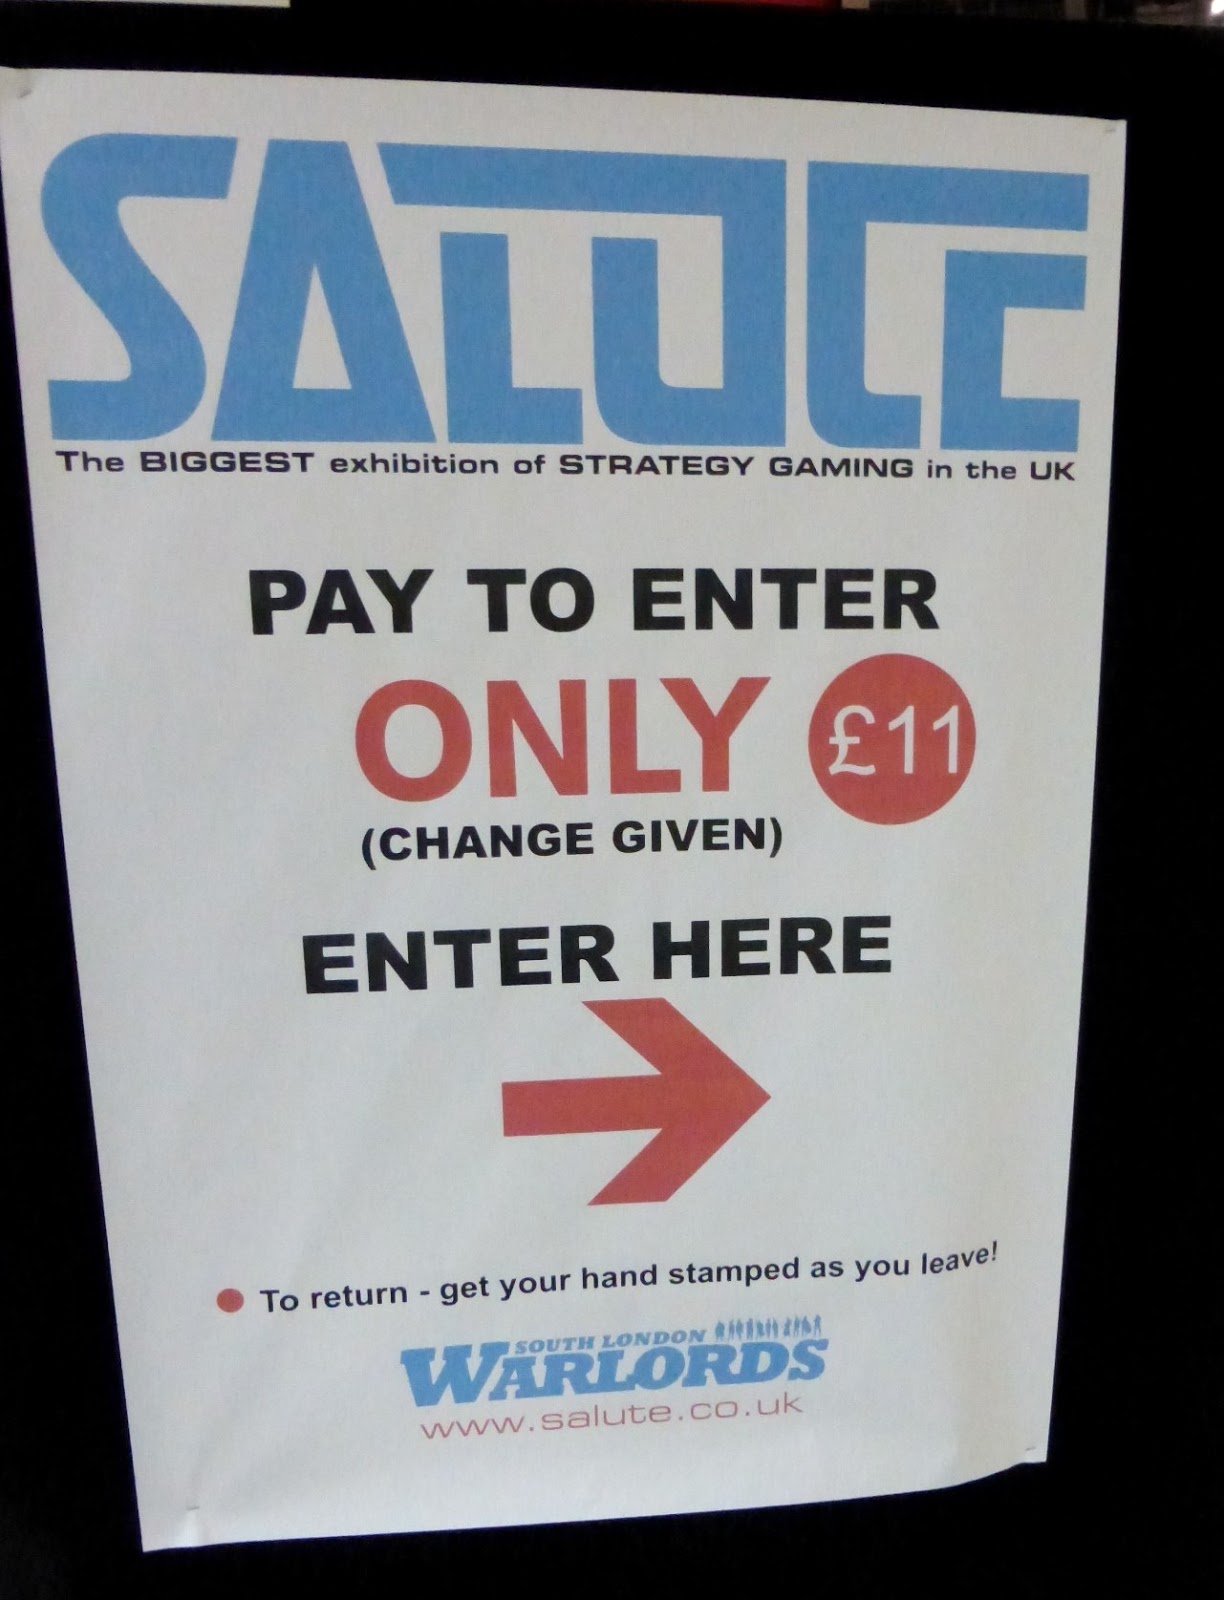 SALUTE
The BIGGEST exhibition of STRATEGY GAMING in the UK
PAY TO ENTER
ONLY £11
(CHANGE GIVEN)
ENTER HERE
To return - get your hand stamped as you leave!
SOUTH LONDON
WARLORDS
www.salute.co.uk